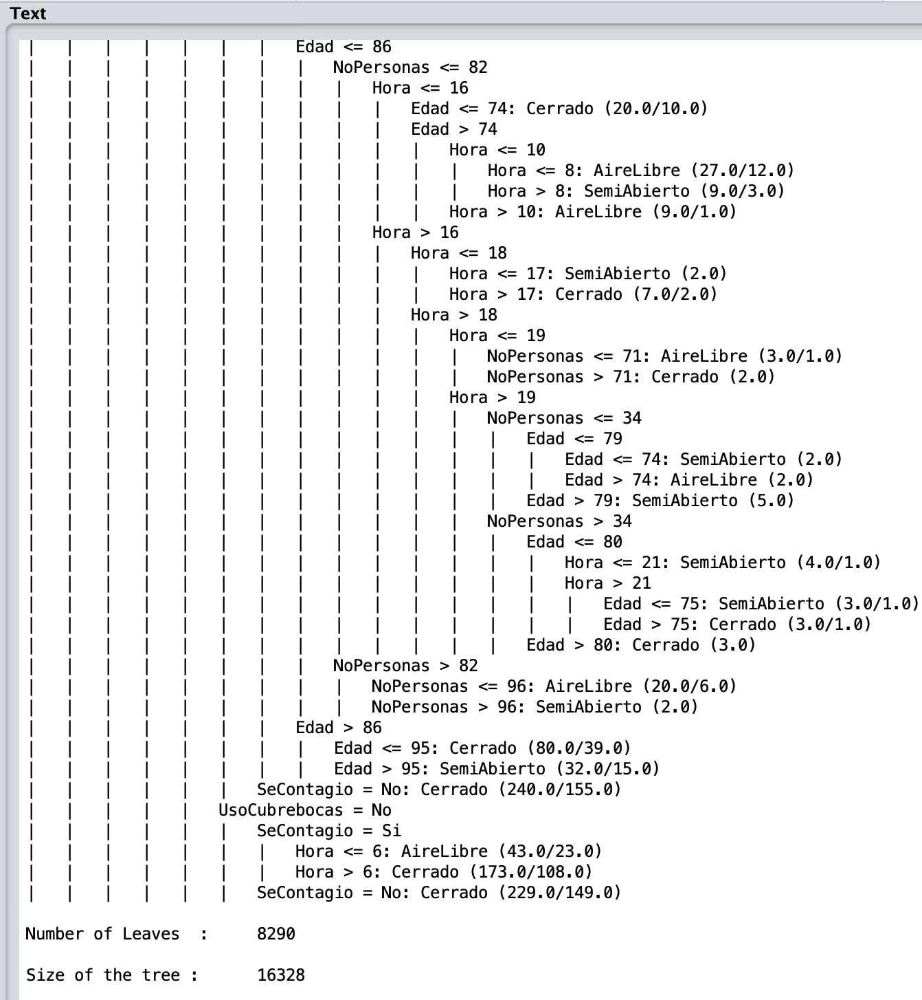 Text
|   |   |   |   |   |   |   Edad <= 86
|   |   |   |   |   |   |   |   NoPersonas <= 82
|   |   |   |   |   |   |   |   |   Hora <= 16
|   |   |   |   |   |   |   |   |   |   Edad <= 74: Cerrado (20.0/10.0)
|   |   |   |   |   |   |   |   |   |   Edad > 74
|   |   |   |   |   |   |   |   |   |   |   Hora <= 10
|   |   |   |   |   |   |   |   |   |   |   |   Hora <= 8: AireLibre (27.0/12.0)
|   |   |   |   |   |   |   |   |   |   |   |   Hora > 8: SemiAbierto (9.0/3.0)
|   |   |   |   |   |   |   |   |   |   |   Hora > 10: AireLibre (9.0/1.0)
|   |   |   |   |   |   |   |   |   Hora > 16
|   |   |   |   |   |   |   |   |   |   Hora <= 18
|   |   |   |   |   |   |   |   |   |   |   Hora <= 17: SemiAbierto (2.0)
|   |   |   |   |   |   |   |   |   |   |   Hora > 17: Cerrado (7.0/2.0)
|   |   |   |   |   |   |   |   |   |   Hora > 18
|   |   |   |   |   |   |   |   |   |   |   Hora <= 19
|   |   |   |   |   |   |   |   |   |   |   |   NoPersonas <= 71: AireLibre (3.0/1.0)
|   |   |   |   |   |   |   |   |   |   |   |   NoPersonas > 71: Cerrado (2.0)
|   |   |   |   |   |   |   |   |   |   |   Hora > 19
|   |   |   |   |   |   |   |   |   |   |   |   NoPersonas <= 34
|   |   |   |   |   |   |   |   |   |   |   |   |   Edad <= 79
|   |   |   |   |   |   |   |   |   |   |   |   |   |   Edad <= 74: SemiAbierto (2.0)
|   |   |   |   |   |   |   |   |   |   |   |   |   |   Edad > 74: AireLibre (2.0)
|   |   |   |   |   |   |   |   |   |   |   |   |   Edad > 79: SemiAbierto (5.0)
|   |   |   |   |   |   |   |   |   |   |   |   NoPersonas > 34
|   |   |   |   |   |   |   |   |   |   |   |   |   Edad <= 80
|   |   |   |   |   |   |   |   |   |   |   |   |   |   Hora <= 21: SemiAbierto (4.0/1.0)
|   |   |   |   |   |   |   |   |   |   |   |   |   |   Hora > 21
|   |   |   |   |   |   |   |   |   |   |   |   |   |   |   Edad <= 75: SemiAbierto (3.0/1.0)
|   |   |   |   |   |   |   |   |   |   |   |   |   |   |   Edad > 75: Cerrado (3.0/1.0)
|   |   |   |   |   |   |   |   |   |   |   |   |   Edad > 80: Cerrado (3.0)
|   |   |   |   |   |   |   |   NoPersonas > 82
|   |   |   |   |   |   |   |   |   NoPersonas <= 96: AireLibre (20.0/6.0)
|   |   |   |   |   |   |   |   |   NoPersonas > 96: SemiAbierto (2.0)
|   |   |   |   |   |   |   Edad > 86
|   |   |   |   |   |   |   |   Edad <= 95: Cerrado (80.0/39.0)
|   |   |   |   |   |   |   |   Edad > 95: SemiAbierto (32.0/15.0)
|   |   |   |   |   |   SeContagio = No: Cerrado (240.0/155.0)
|   |   |   |   |   UsoCubrebocas = No
|   |   |   |   |   |   SeContagio = Si
|   |   |   |   |   |   |   Hora <= 6: AireLibre (43.0/23.0)
|   |   |   |   |   |   |   Hora > 6: Cerrado (173.0/108.0)
|   |   |   |   |   |   SeContagio = No: Cerrado (229.0/149.0)
Number of Leaves  :     8290
Size of the tree :      16328